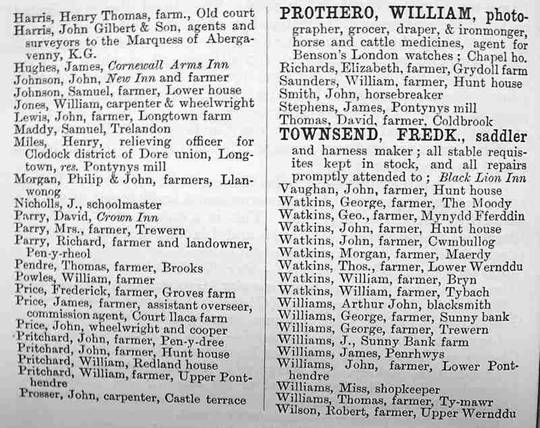 Harris, Henry Thomas, farm., Old court
Harris, John Gilbert & Son, agents and
surveyors to the Marquess of Aberga-
venny, K.G.
Hughes, James, Cornewall Arms Inn
Johnson, John, New Inn and farmer
Johnson, Samuel, farmer, Lower house
Jones, William, carpenter & wheelwright
Lewis, John, farmer, Longtown farm
Maddy, Samuel, Trelandon
Miles, Henry, relieving officer for
Clodock district of Dore union, Long-
town, res. Pontynys mill
Morgan, Philip & John, farmers, Llan-
wonog
Nicholls, J., schoolmaster
Parry, David, Crown Inn
Parry, Mrs., farmer, Trewern
Parry, Richard, farmer and landowner,
Pen-y-rheol
Pendre, Thomas, farmer, Brooks
Powles, William, farmer
Price, Frederick, farmer, Groves farm
Price, James, farmer, assistant overseer,
commission agent, Court llaca farm
Price, John, wheelwright and cooper
Pritchard, John, farmer, Pen-y-dree
Pritchard, John, farmer, Hunt house
Pritchard, William, Redland house
Pritchard, William, farmer, Upper Pont-
hendre
Prosser, John, carpenter, Castle terrace
PROTHERO, WILLIAM, photo-
grapher, grocer, draper, & ironmonger,
horse and cattle medicines, agent for
Benson's London watches; Chapel ho.
Richards, Elizabeth, farmer, Grydoll farm
Saunders, William, farmer, Hunt house
Smith, John, horsebreaker
Stephens, James, Pontynys mill
Thomas, David, farmer, Coldbrook
TOWNSEND, FREDK., saddler
and harness maker; all stable requis-
ites kept in stock, and all repairs
promptly attended to; Black Lion Inn
Vaughan, John, farmer, Hunt house
Watkins, George, farmer, The Moody
Watkins, Geo., farmer, Mynydd Fferddin
Watkins, John, farmer, Hunt house
Watkins, John, farmer, Cwmbullog
Watkins, Morgan, farmer, Maerdy
Watkins, Thos., farmer, Lower Wernddu
Watkins, William, farmer, Bryn
Watkins, William, farmer, Tybach
Williams, Arthur John, blacksmith
Williams, George, farmer, Sunny bank
Williams, George, farmer, Trewern
Williams, J., Sunny Bank farm
Williams, James, Penrhwys
Williams, John, farmer, Lower Pont-
hendre
Williams, Miss, shopkeeper
Williams, Thomas, farmer, Ty-mawr
Wilson, Robert, farmer, Upper Wernddu